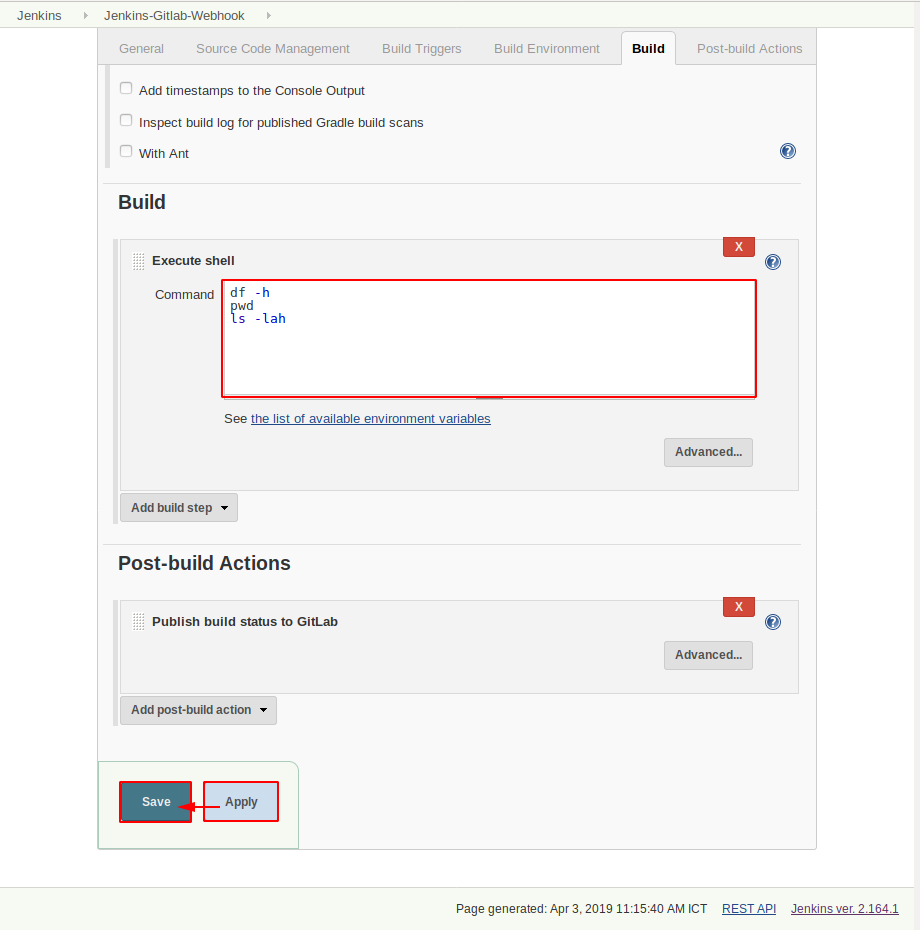 Jenkins Jenkins-Gitlab-Webhook
General Source Code Management Build Triggers Build Environment Build Post-build Actions
Add timestamps to the Console Output
Inspect build log for published Gradle build scans
With Ant
?
Build
X
Execute shell
?
Command
df -h
pwd
ls -lah
See the list of available environment variables
Advanced...
Add build step
Post-build Actions
X
Publish build status to GitLab
?
Advanced...
Add post-build action
Save Apply
Page generated: Apr 3, 2019 11:15:40 AM ICT REST API Jenkins ver. 2.164.1